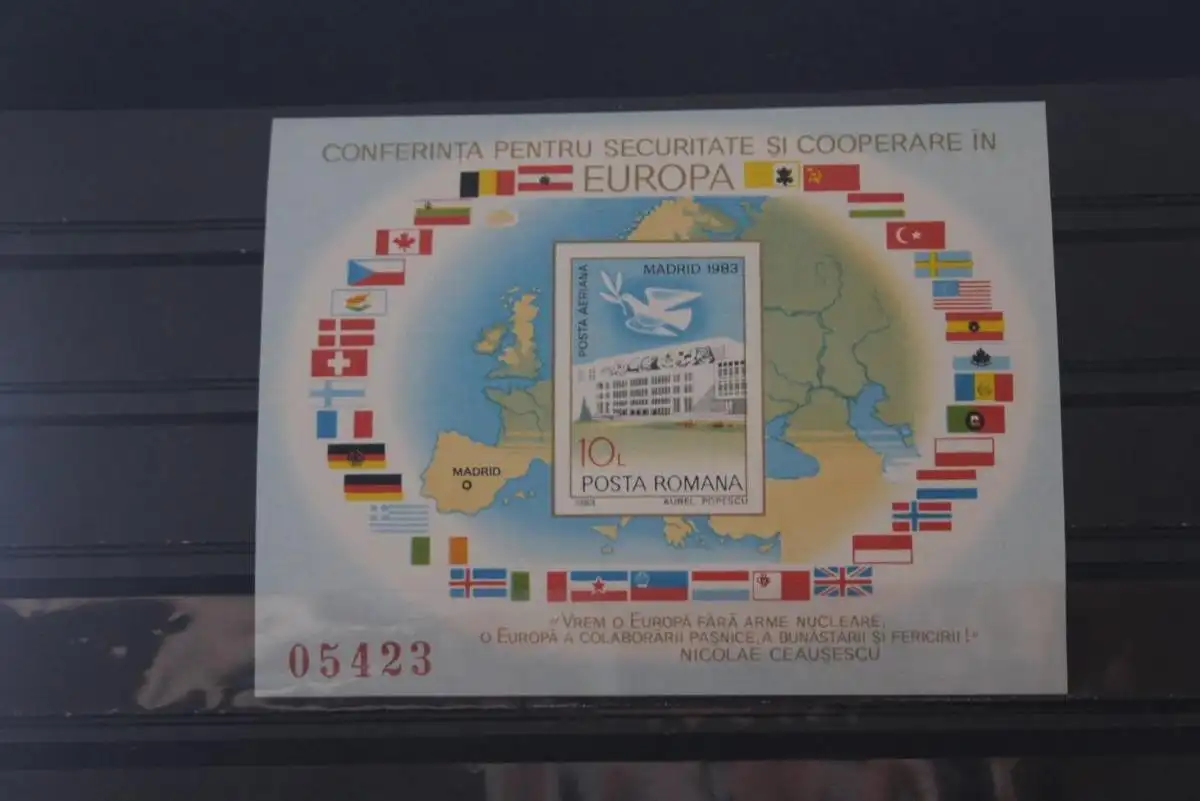 CONFERINȚA PENTRU SECURITATE ȘI COOPERARE ÎN
EUROPA
POSTA AERIANA
MADRID 1983
MADRID
10L
POSTA ROMANA
1983 AUREL POPESCU
«VREM O EUROPĂ FĂRĂ ARME NUCLEARE,
O EUROPĂ A COLABORĂRII PAȘNICE, A BUNĂSTĂRII ȘI FERICIRII!»
NICOLAE CEAUȘESCU
05423